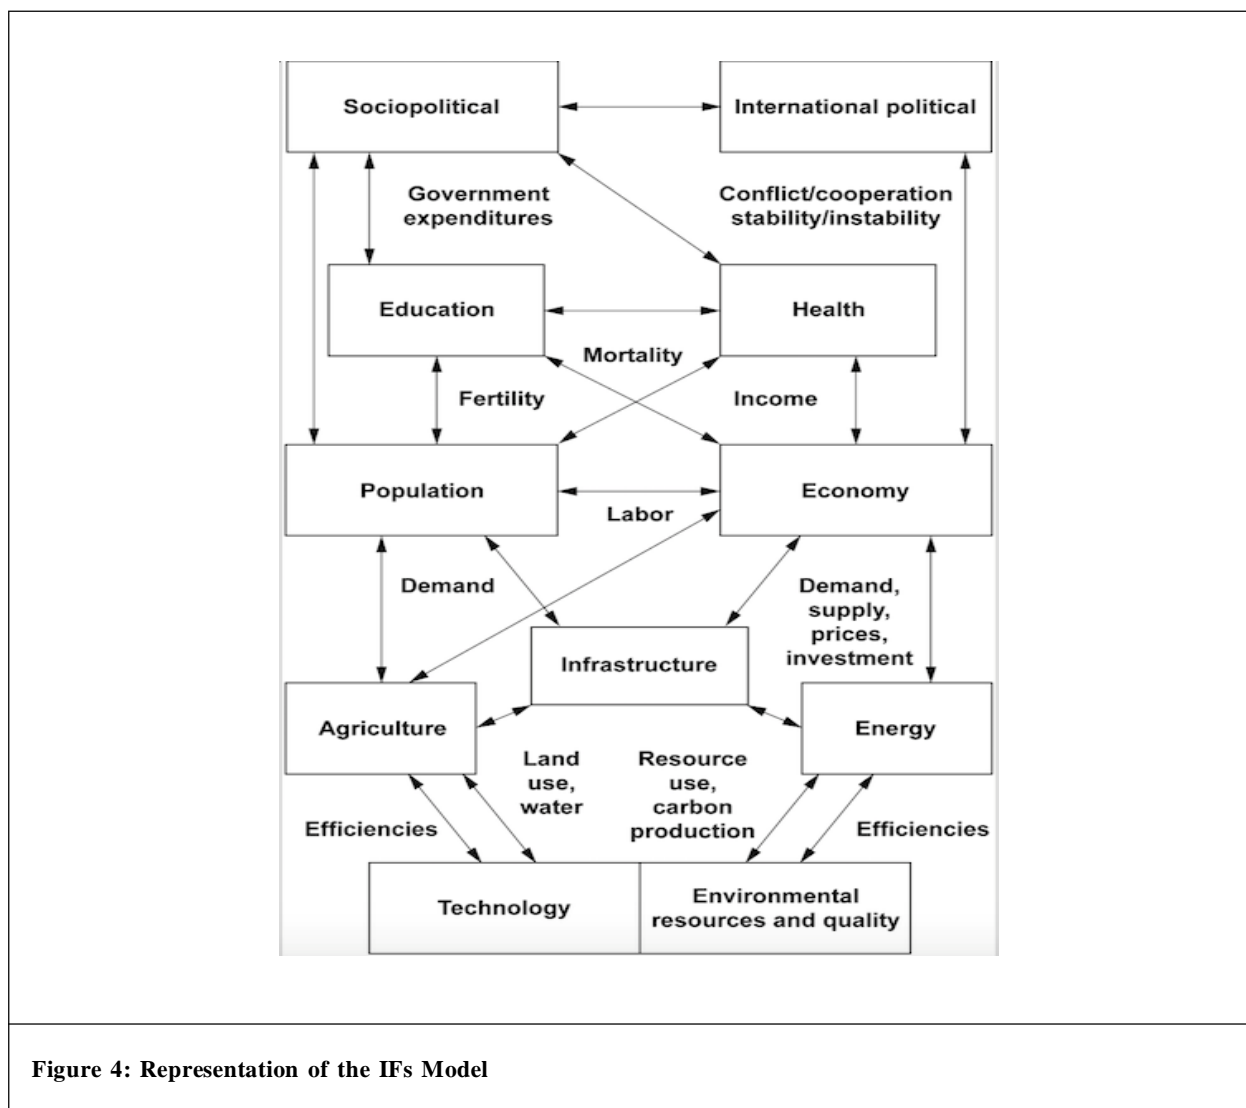 Sociopolitical
International political
Government
expenditures
Conflict/cooperation
stability/instability
Education
Health
Mortality
Fertility
Income
Population
Economy
Labor
Demand
Demand,
supply,
prices,
investment
Infrastructure
Agriculture
Energy
Land
use,
water
Resource
use,
carbon
production
Efficiencies
Efficiencies
Technology
Environmental
resources and quality
Figure 4: Representation of the IFs Model